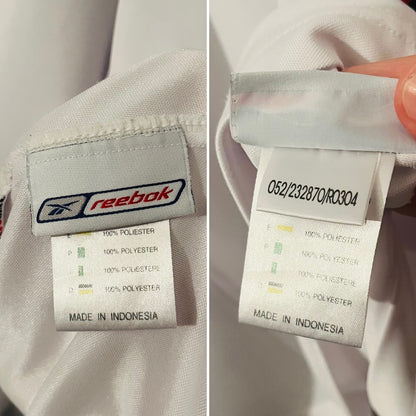 reebok
E 100% POLIESTER
F 100% POLYESTER
100% POLIESTERE
D 100% POLYESTER
MADE IN INDONESIA
052/232870/R0304
E 100% POLIESTER
F 100% POLYESTER
I 100% POLIESTERE
D 100% POLYESTER
MADE IN INDONESIA